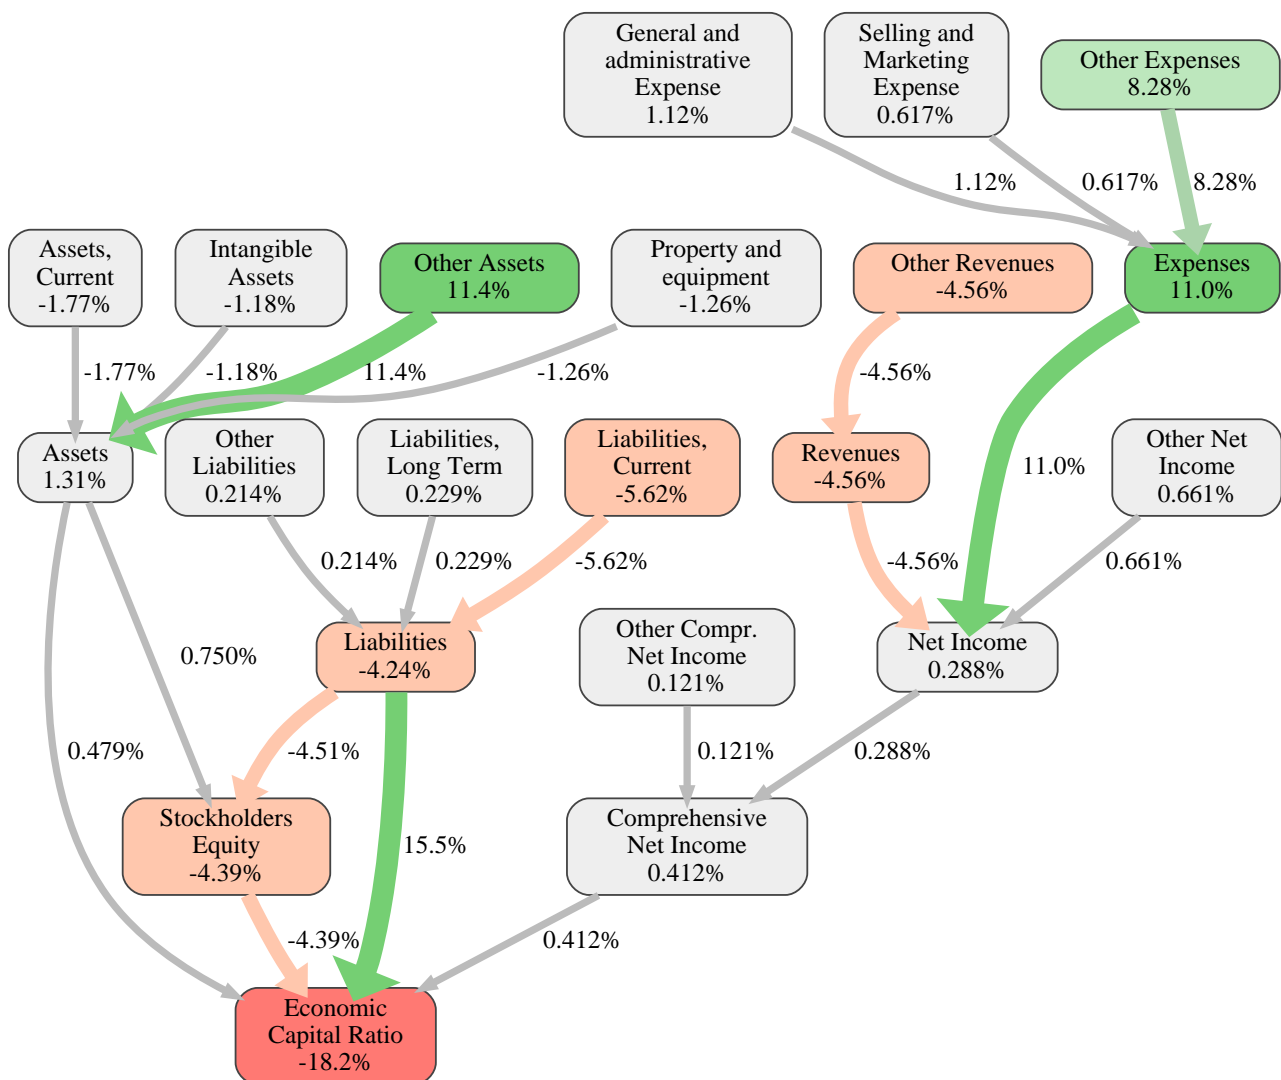 General and
administrative
Expense
1.12%
Selling and
Marketing
Expense
0.617%
Other Expenses
8.28%
1.12%
0.617%
8.28%
Assets,
Current
-1.77%
Intangible
Assets
-1.18%
Other Assets
11.4%
Property and
equipment
-1.26%
Other Revenues
-4.56%
Expenses
11.0%
-1.77%
-1.18%
11.4%
-1.26%
-4.56%
Assets
1.31%
Other
Liabilities
0.214%
Liabilities,
Long Term
0.229%
Liabilities,
Current
-5.62%
Revenues
-4.56%
11.0%
Other Net
Income
0.661%
0.214%
0.229%
-5.62%
-4.56%
0.661%
Liabilities
-4.24%
Other Compr.
Net Income
0.121%
Net Income
0.288%
0.750%
0.479%
-4.51%
0.121%
0.288%
Stockholders
Equity
-4.39%
15.5%
Comprehensive
Net Income
0.412%
-4.39%
0.412%
Economic
Capital Ratio
-18.2%